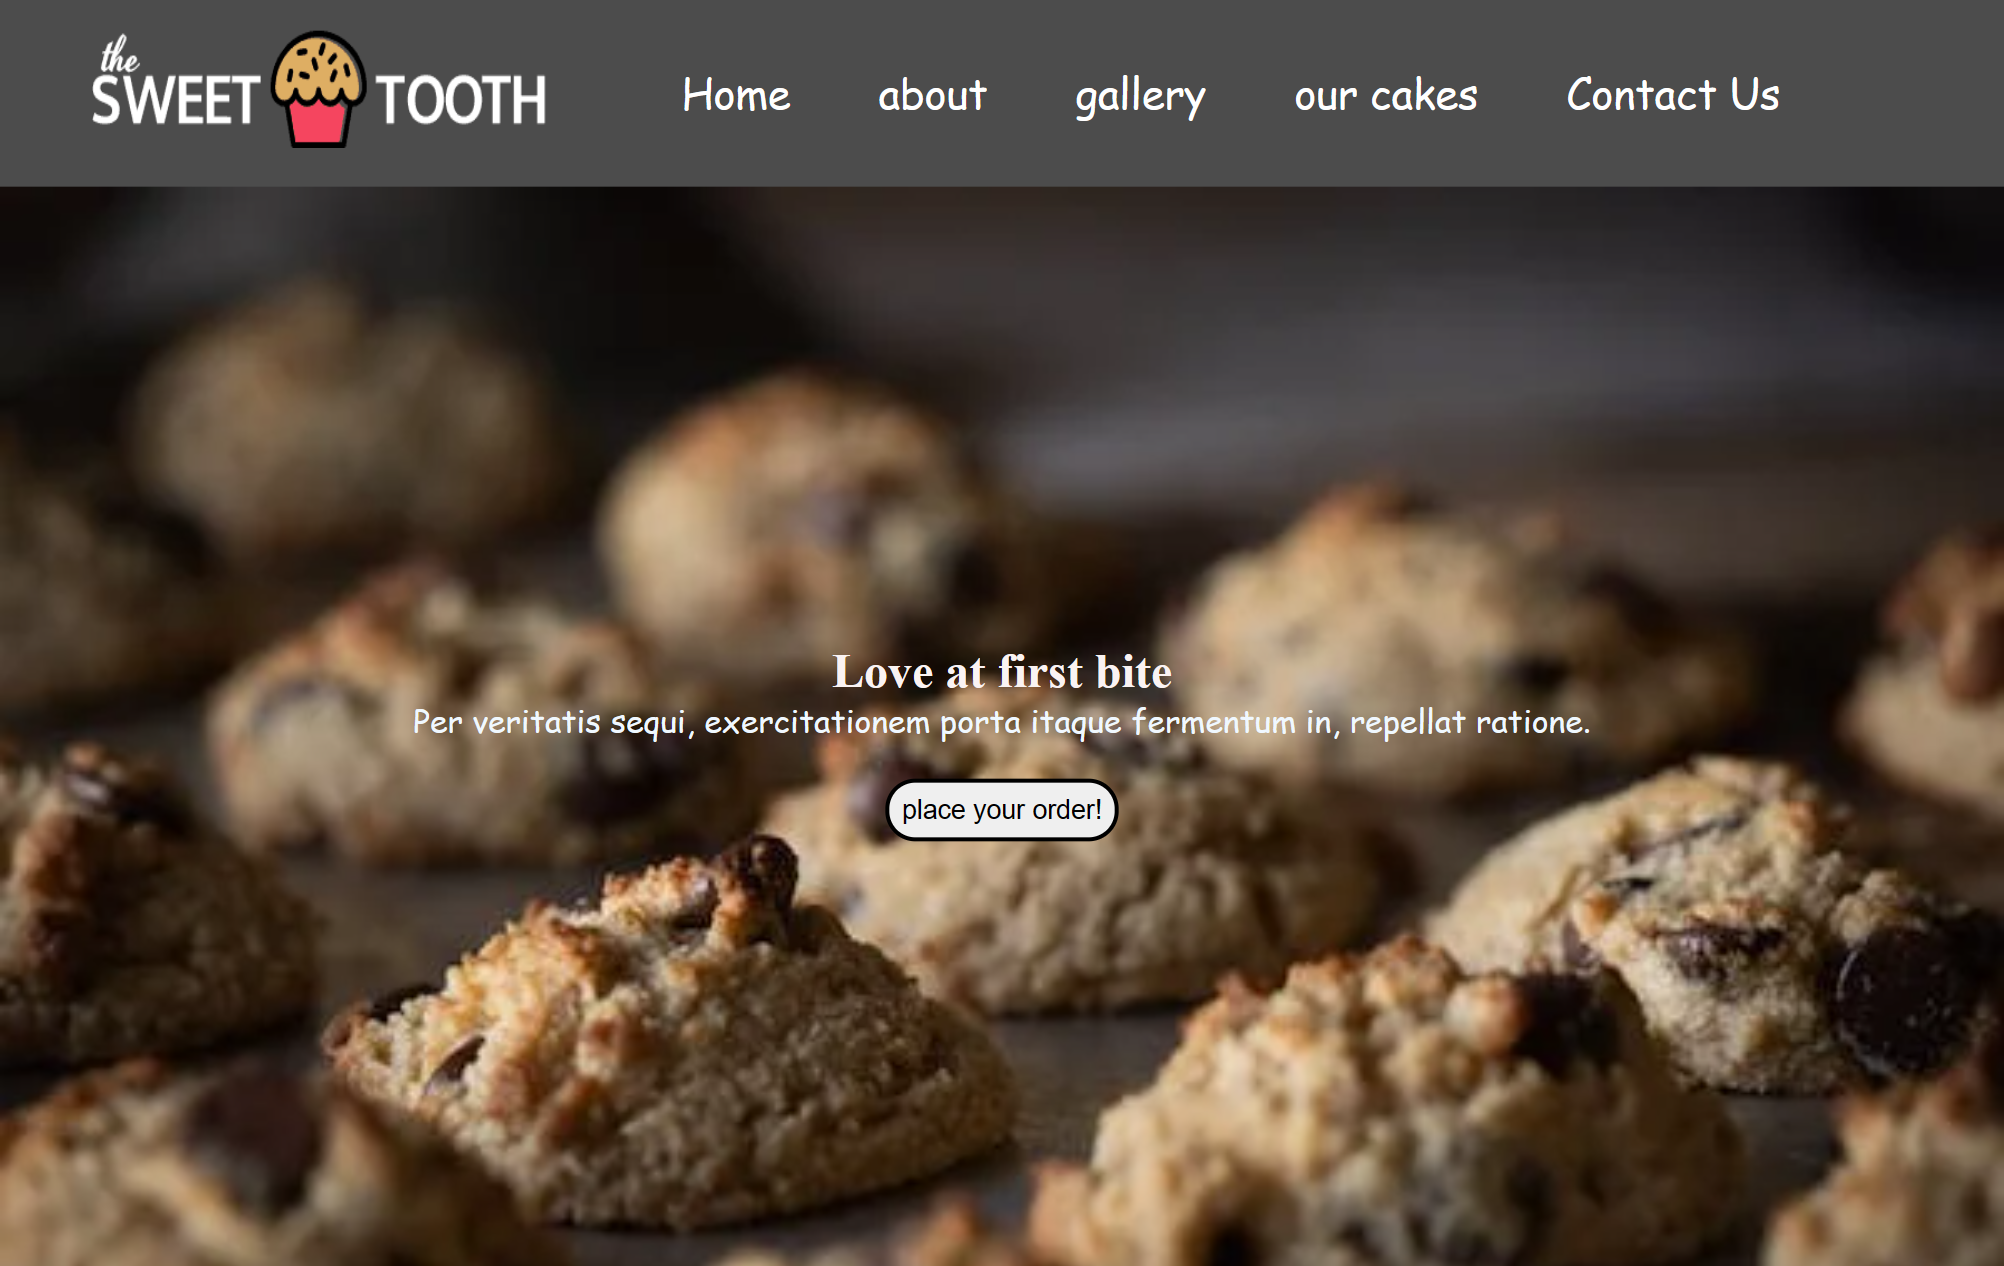 the
SWEET TOOTH
Home about gallery our cakes Contact Us
Love at first bite
Per veritatis sequi, exercitationem porta itaque fermentum in, repellat ratione.
place your order!